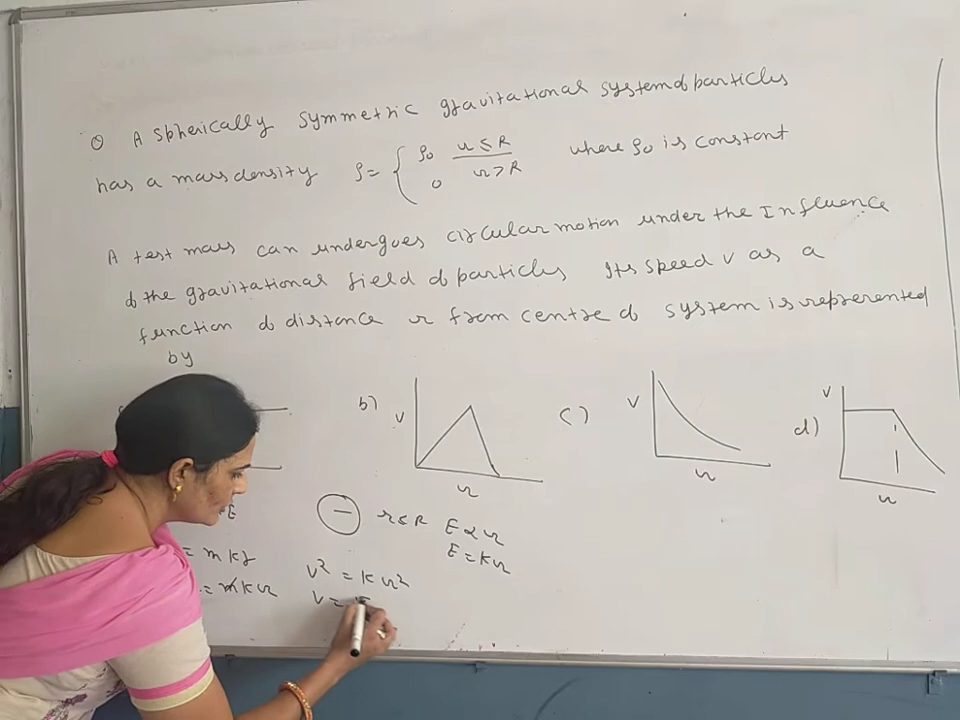 Q A spherically symmetric gravitational system of particles
has a mass density ρ = { ρ₀ r ≤ R
0 r > R where ρ₀ is constant
A test mass can undergoes circular motion under the Influence
of the gravitational field of particles Its speed v as a
function of distance r from centre of system is represented
by
b) V r
c) V r
d) V r
E
r ≤ R E ∝ r
E = Kr
= m K r
= m K r
V² = K r²
V =